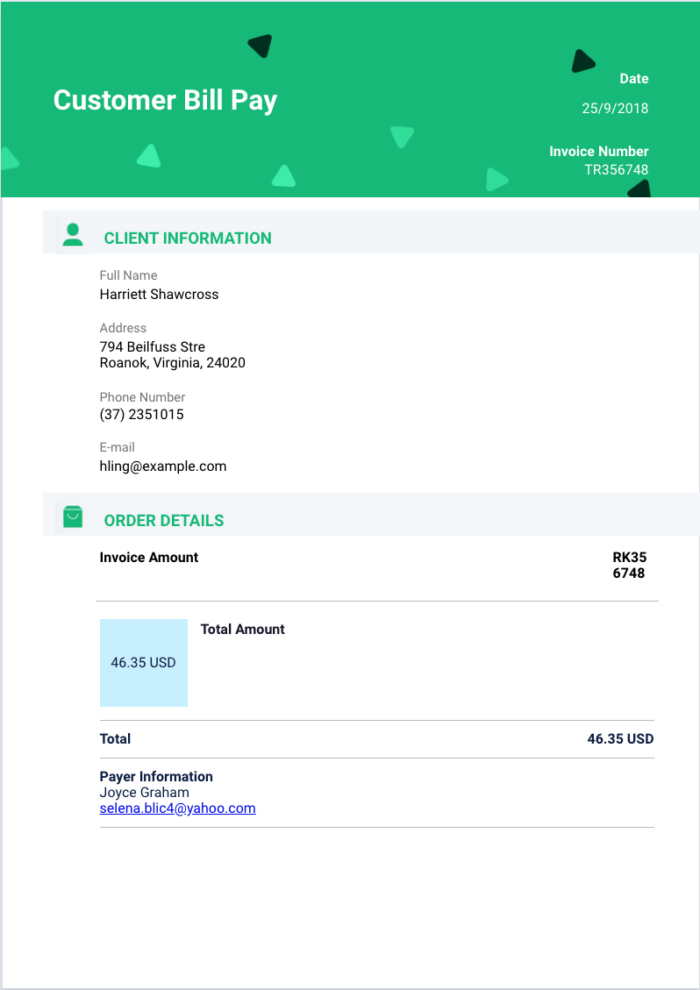 Customer Bill Pay
Date
25/9/2018
Invoice Number
TR356748
CLIENT INFORMATION
Full Name
Harriett Shawcross
Address
794 Beilfuss Stre
Roanok, Virginia, 24020
Phone Number
(37) 2351015
E-mail
hling@example.com
ORDER DETAILS
Invoice Amount
RK35
6748
Total Amount
46.35 USD
Total
46.35 USD
Payer Information
Joyce Graham
selena.blic4@yahoo.com